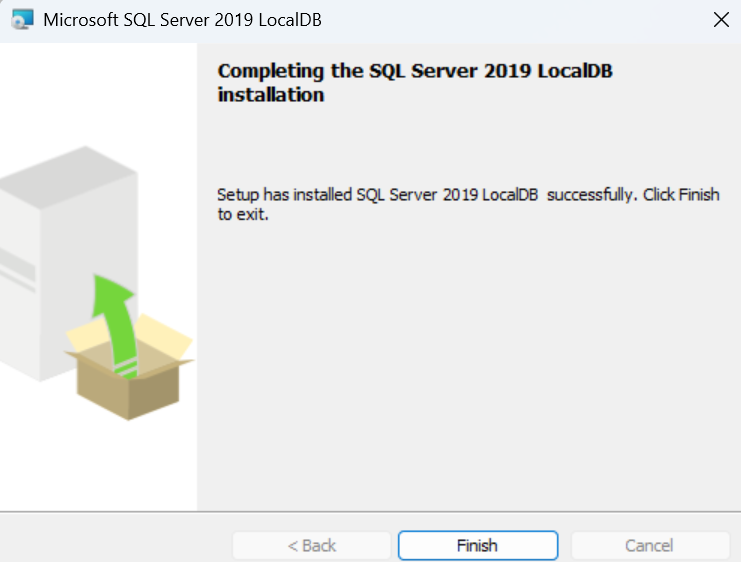 Microsoft SQL Server 2019 LocalDB
Completing the SQL Server 2019 LocalDB
installation
Setup has installed SQL Server 2019 LocalDB  successfully. Click Finish
to exit.
< Back Finish Cancel